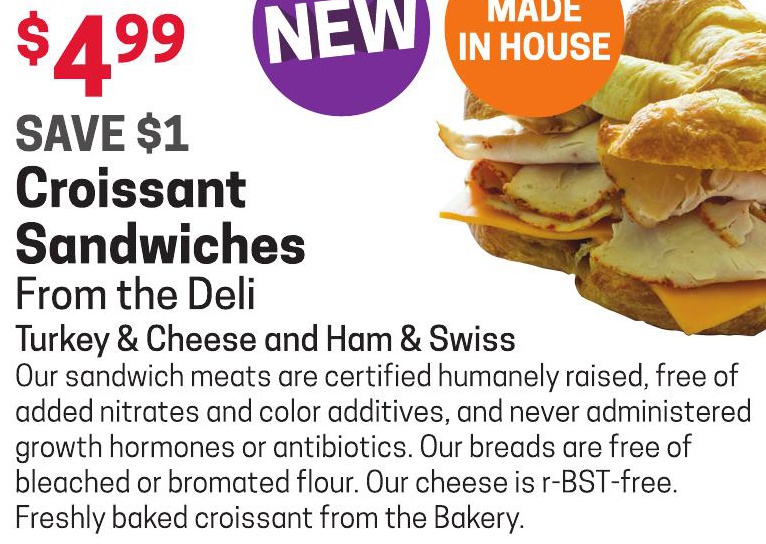 $4.99
NEW
MADE
IN HOUSE
SAVE $1
Croissant
Sandwiches
From the Deli
Turkey & Cheese and Ham & Swiss
Our sandwich meats are certified humanely raised, free of
added nitrates and color additives, and never administered
growth hormones or antibiotics. Our breads are free of
bleached or bromated flour. Our cheese is r-BST-free.
Freshly baked croissant from the Bakery.